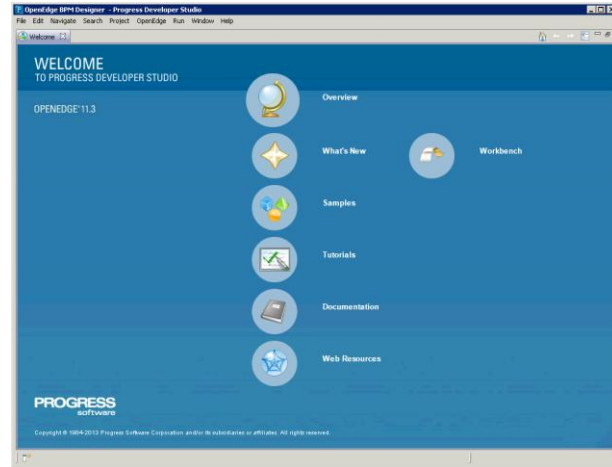 OpenEdge BPM Designer - Progress Developer Studio
File Edit Navigate Search Project OpenEdge Run Window Help
Welcome
WELCOME
TO PROGRESS DEVELOPER STUDIO
OPENEDGE® 11.3
Overview
What's New
Workbench
Samples
Tutorials
Documentation
Web Resources
PROGRESS
software
Copyright © 1984-2013 Progress Software Corporation and/or its subsidiaries or affiliates. All rights reserved.